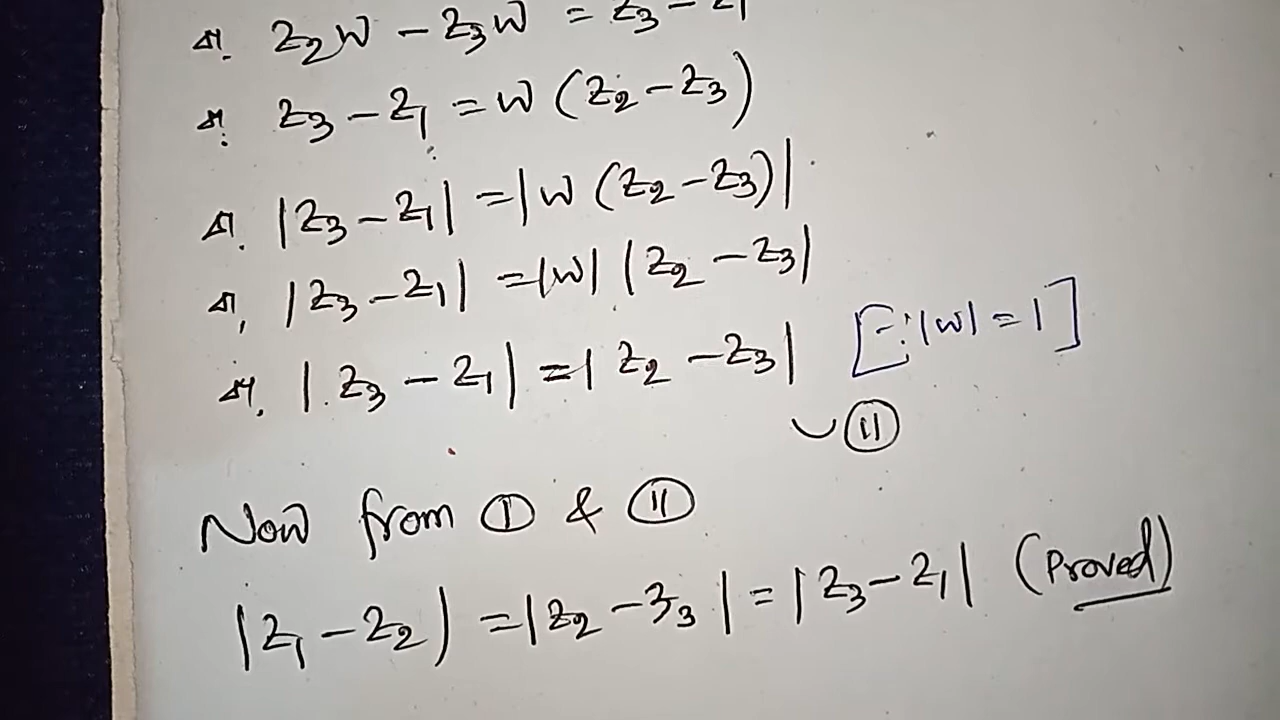 বা. z₂w - z₃w = z₃ - z₁
বা. z₃ - z₁ = w (z₂ - z₃)
বা. |z₃ - z₁| = |w (z₂ - z₃)|
বা, |z₃ - z₁| = |w| |z₂ - z₃|
বা, |z₃ - z₁| = |z₂ - z₃| [∵ |w| = 1]
(II)
Now from (I) & (II)
|z₁ - z₂| = |z₂ - z₃| = |z₃ - z₁| (Proved)